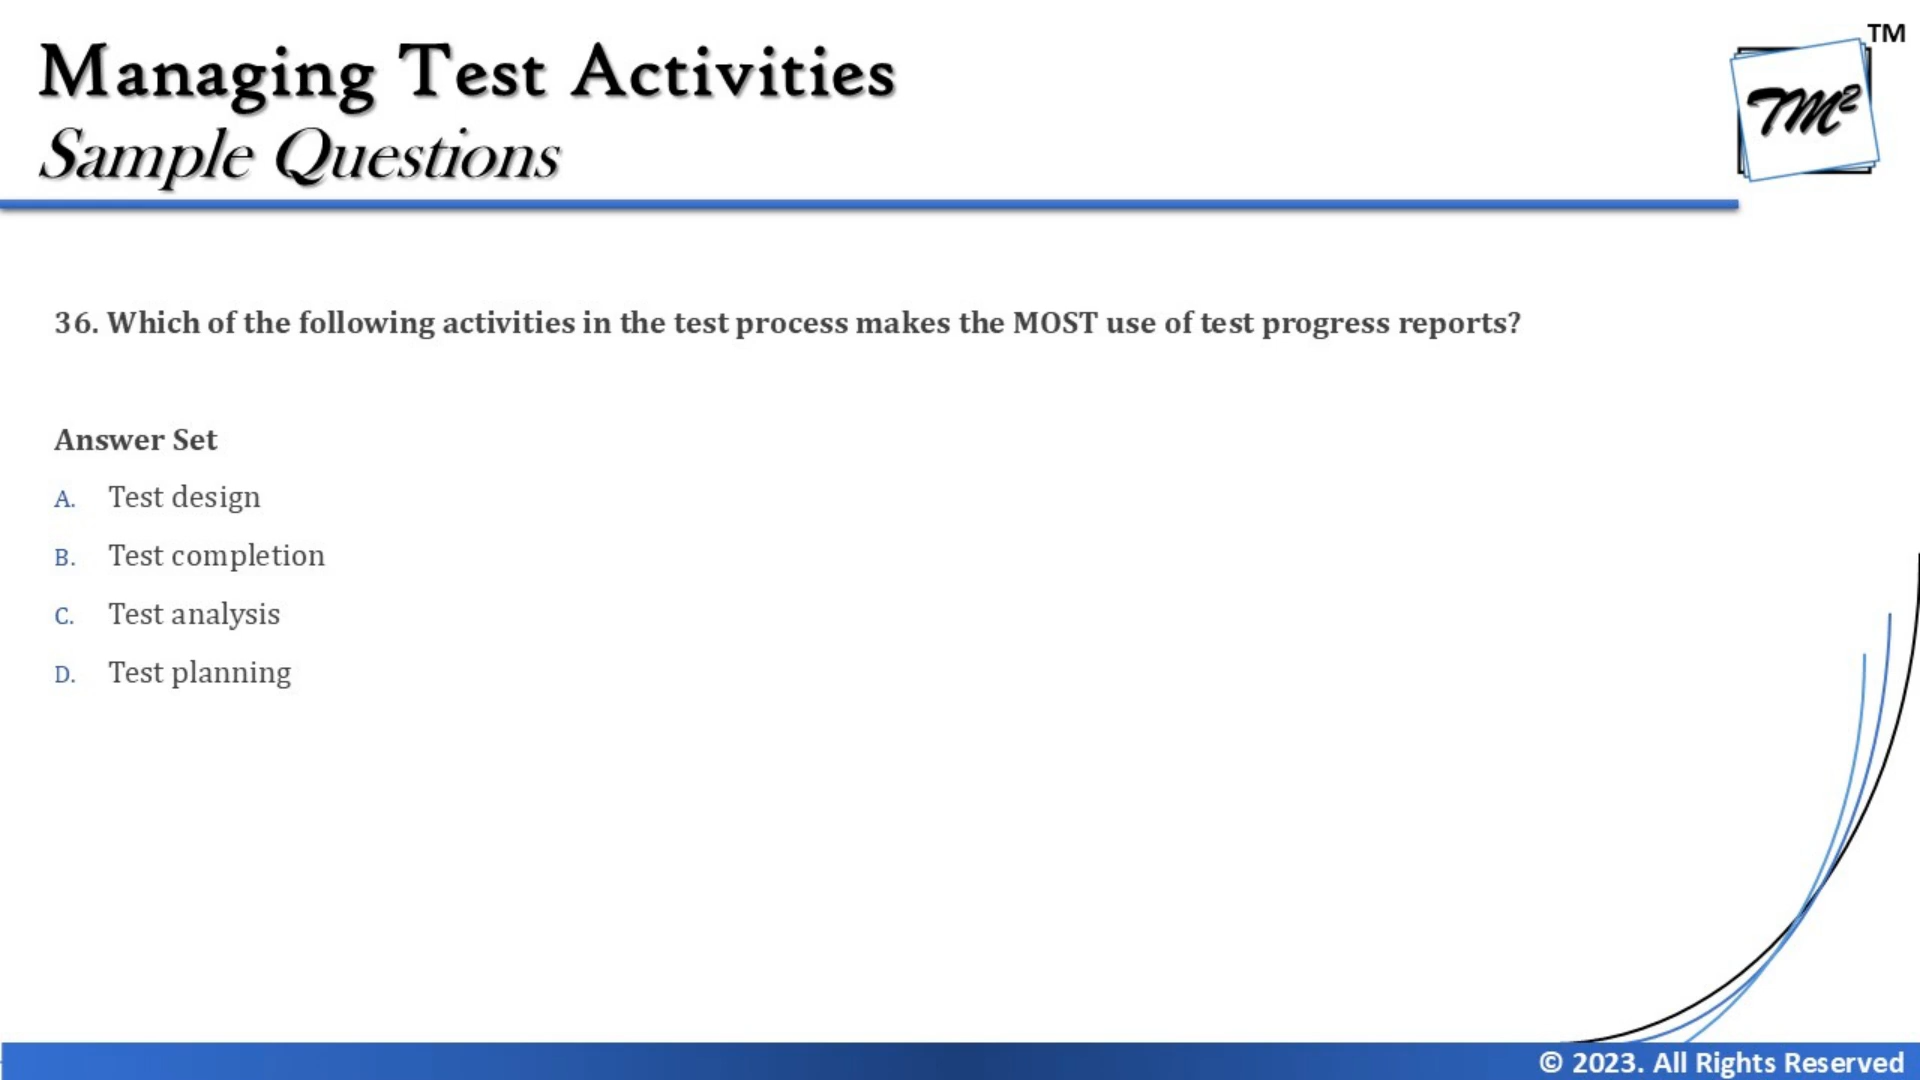 Managing Test Activities
Sample Questions
TM
TM²
36. Which of the following activities in the test process makes the MOST use of test progress reports?
Answer Set
A. Test design
B. Test completion
C. Test analysis
D. Test planning
© 2023. All Rights Reserved